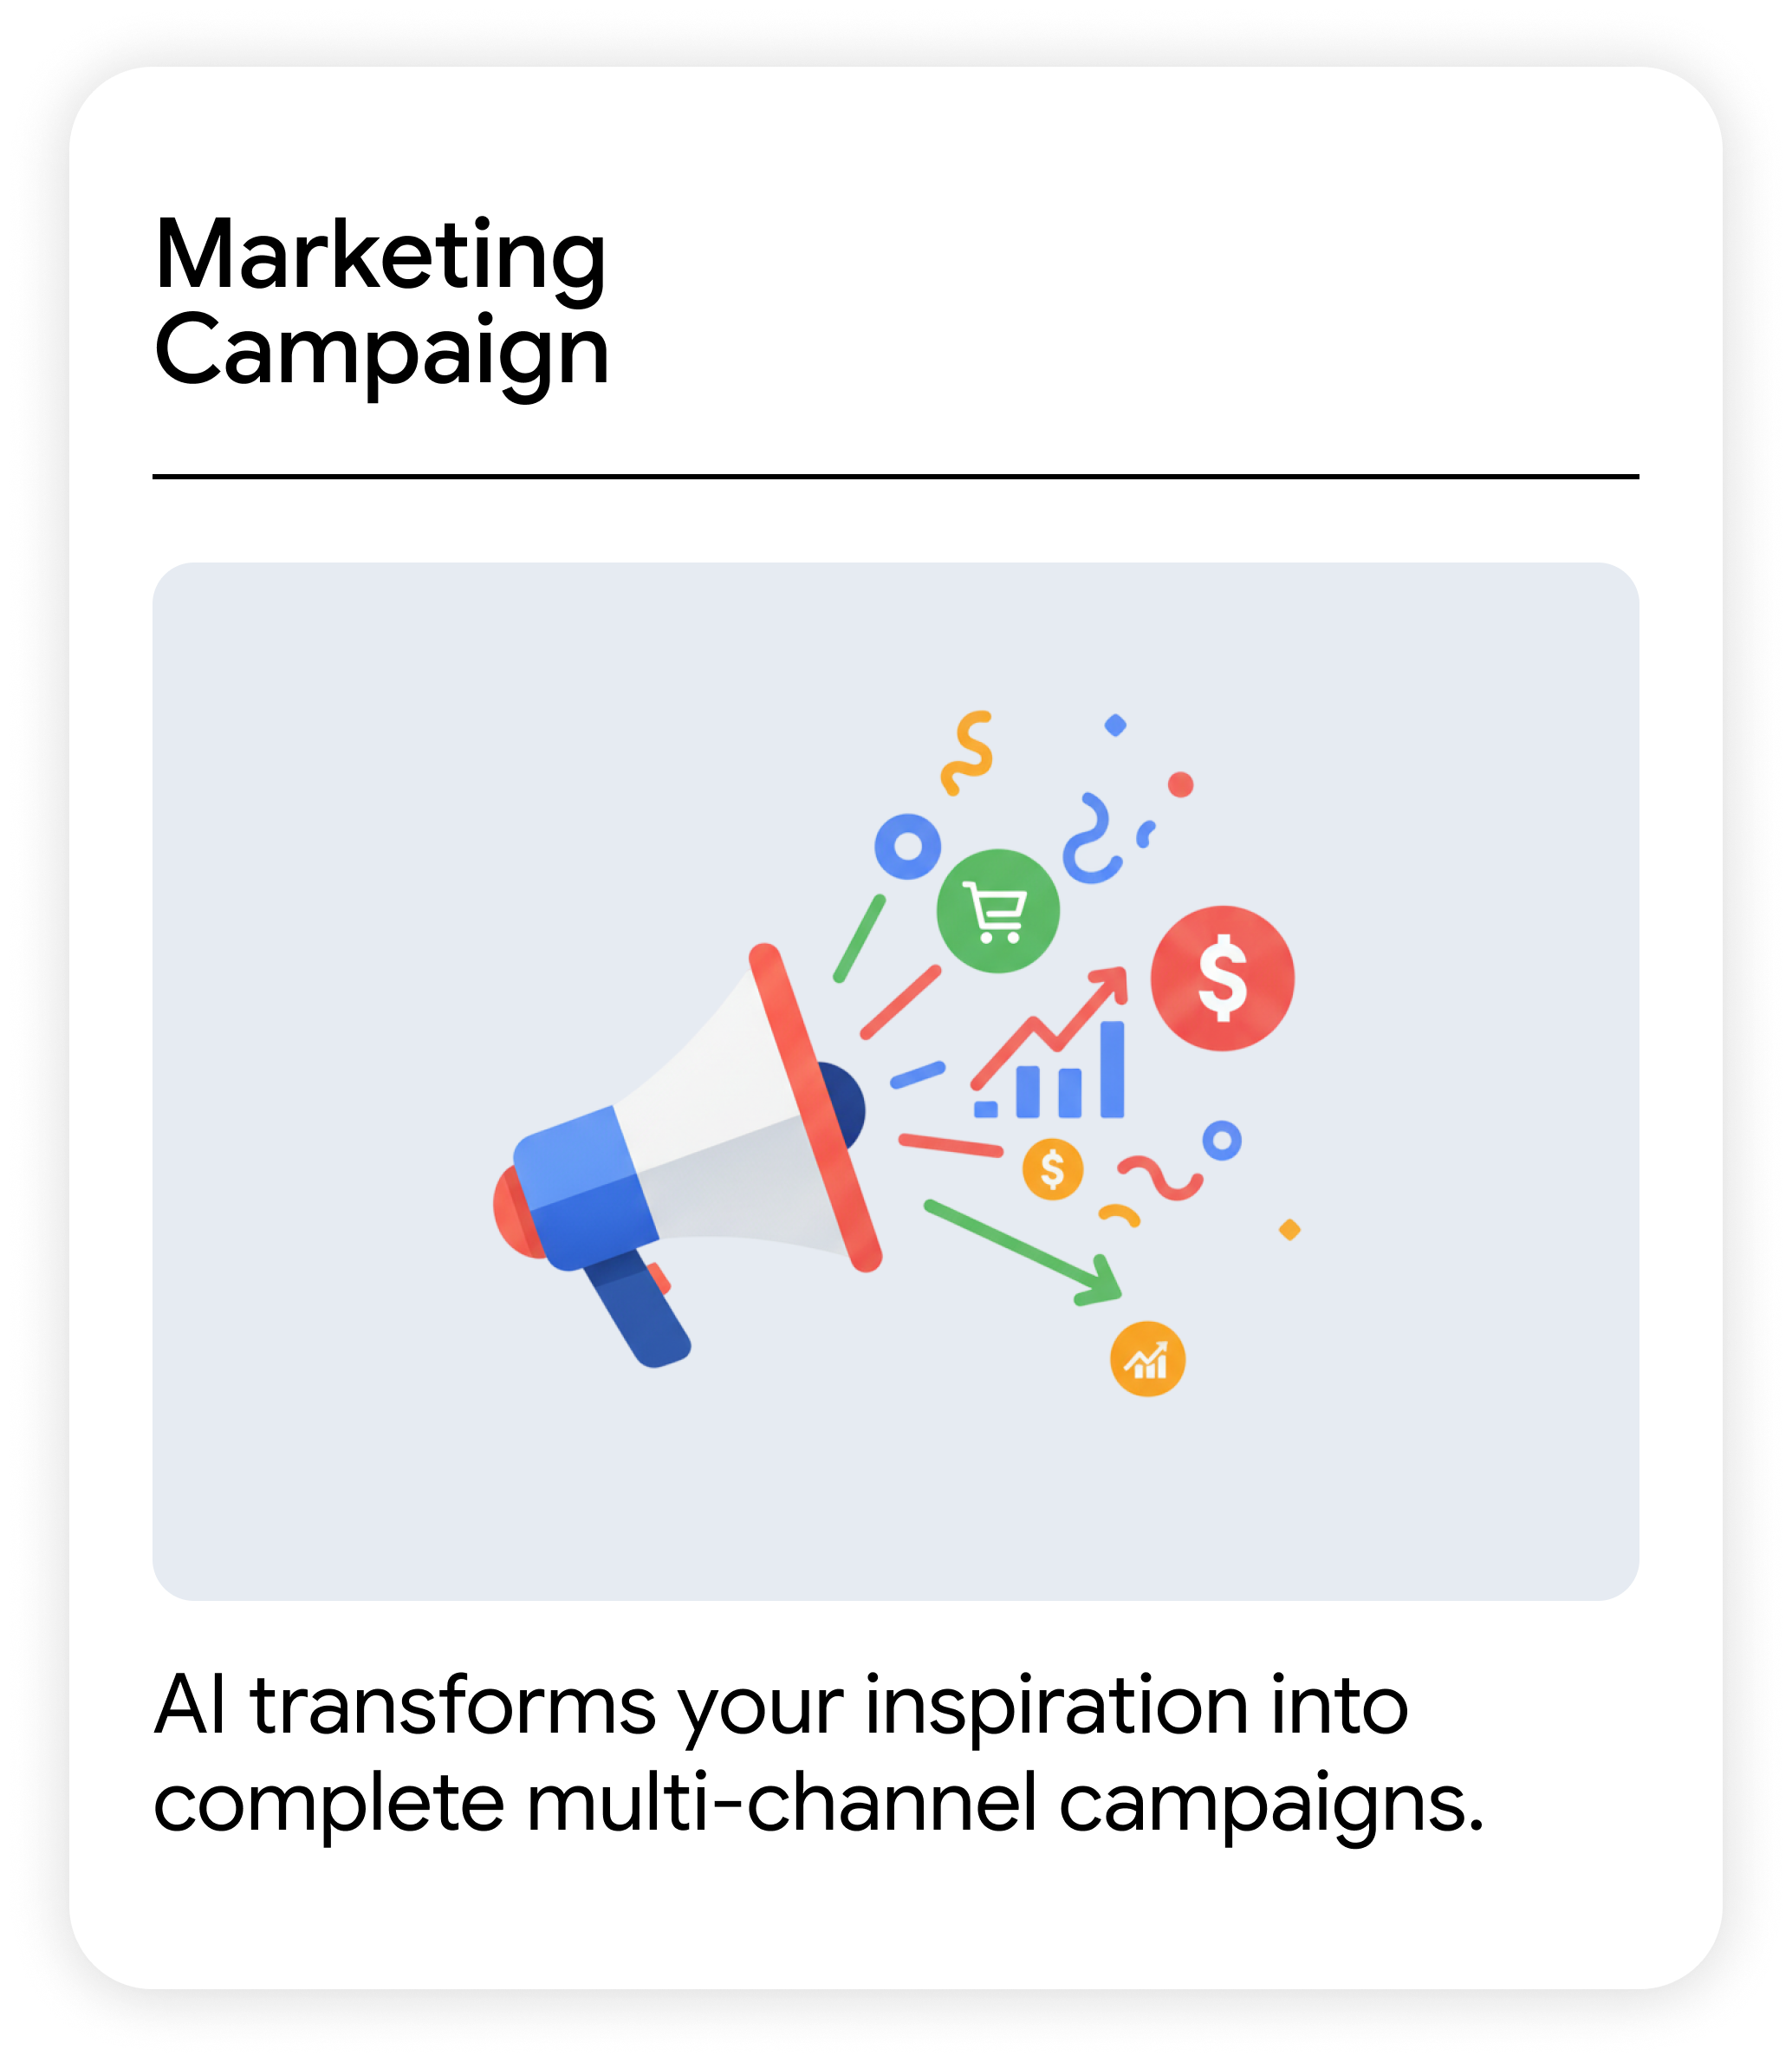 Marketing
Campaign
$
$
AI transforms your inspiration into
complete multi-channel campaigns.